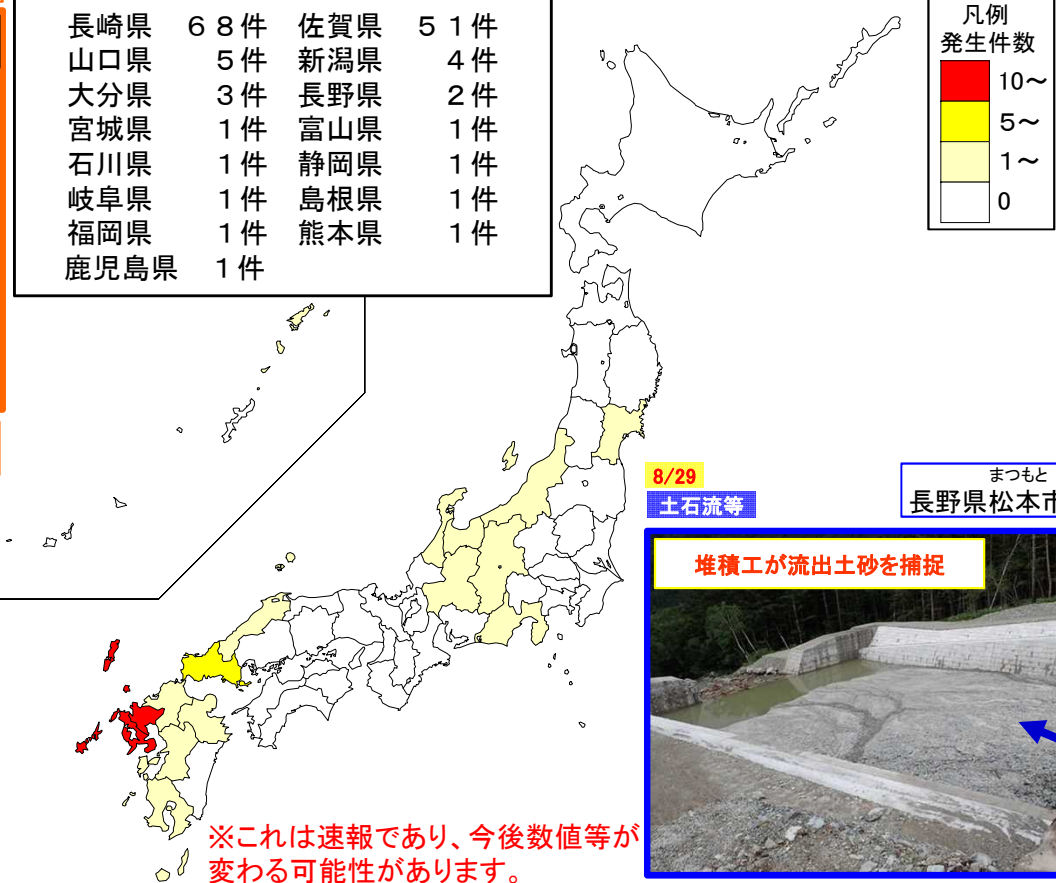 長崎県 68件 佐賀県 51件
山口県 5件 新潟県 4件
大分県 3件 長野県 2件
宮城県 1件 富山県 1件
石川県 1件 静岡県 1件
岐阜県 1件 島根県 1件
福岡県 1件 熊本県 1件
鹿児島県 1件
凡例
発生件数
10～
5～
1～
0
8/29
土石流等
まつもと
長野県松本市
堆積工が流出土砂を捕捉
※これは速報であり、今後数値等が
変わる可能性があります。